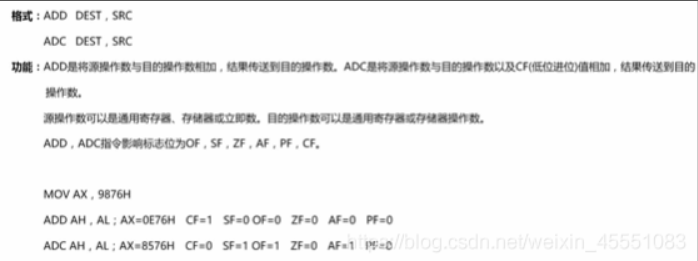 格式：ADD DEST , SRC
ADC DEST , SRC
功能：ADD是将源操作数与目的操作数相加，结果传送到目的操作数。ADC是将源操作数与目的操作数以及CF(低位进位)值相加，结果传送到目的
操作数。
源操作数可以是通用寄存器、存储器或立即数。目的操作数可以是通用寄存器或存储器操作数。
ADD，ADC指令影响标志位为OF，SF，ZF，AF，PF，CF。
MOV AX , 9876H
ADD AH , AL ; AX=0E76H CF=1 SF=0 OF=0 ZF=0 AF=0 PF=0
ADC AH , AL ; AX=8576H CF=0 SF=1 OF=1 ZF=0 AF=1 PF=0
https://blog.csdn.net/weixin_45551083